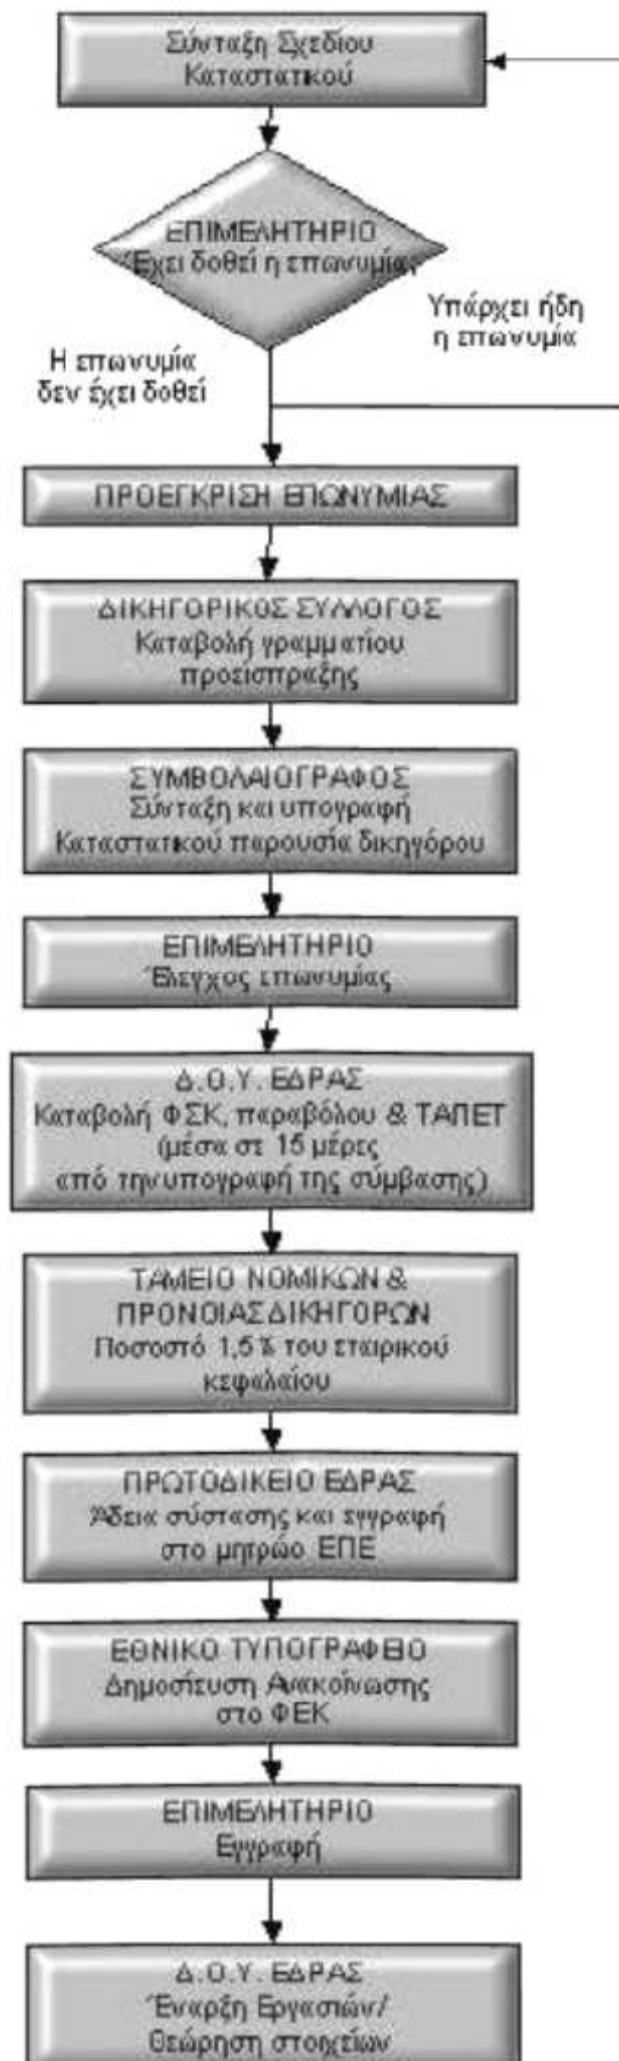 Σύνταξη Σχεδίου
Καταστατικού
ΕΠΙΜΕΛΗΤΗΡΙΟ
Έχει δοθεί η επωνυμία;
Υπάρχει ήδη
η επωνυμία
Η επωνυμία
δεν έχει δοθεί
ΠΡΟΕΓΚΡΙΣΗ ΕΠΩΝΥΜΙΑΣ
ΔΙΚΗΓΟΡΙΚΟΣ ΣΥΛΛΟΓΟΣ
Καταβολή γραμματίου
προείσπραξης
ΣΥΜΒΟΛΑΙΟΓΡΑΦΟΣ
Σύνταξη και υπογραφή
Καταστατικού παρουσία δικηγόρου
ΕΠΙΜΕΛΗΤΗΡΙΟ
Έλεγχος επωνυμίας
Δ.Ο.Υ. ΕΔΡΑΣ
Καταβολή ΦΣΚ, παραβόλου & ΤΑΠΕΤ
(μέσα σε 15 μέρες
από την υπογραφή της σύμβασης)
ΤΑΜΕΙΟ ΝΟΜΙΚΩΝ &
ΠΡΟΝΟΙΑΣ ΔΙΚΗΓΟΡΩΝ
Ποσοστό 1,5% του εταιρικού
κεφαλαίου
ΠΡΩΤΟΔΙΚΕΙΟ ΕΔΡΑΣ
Άδεια σύστασης και εγγραφή
στο μητρώο ΕΠΕ
ΕΘΝΙΚΟ ΤΥΠΟΓΡΑΦΕΙΟ
Δημοσίευση Ανακοίνωσης
στο ΦΕΚ
ΕΠΙΜΕΛΗΤΗΡΙΟ
Εγγραφή
Δ.Ο.Υ. ΕΔΡΑΣ
Έναρξη Εργασιών/
Θεώρηση στοιχείων